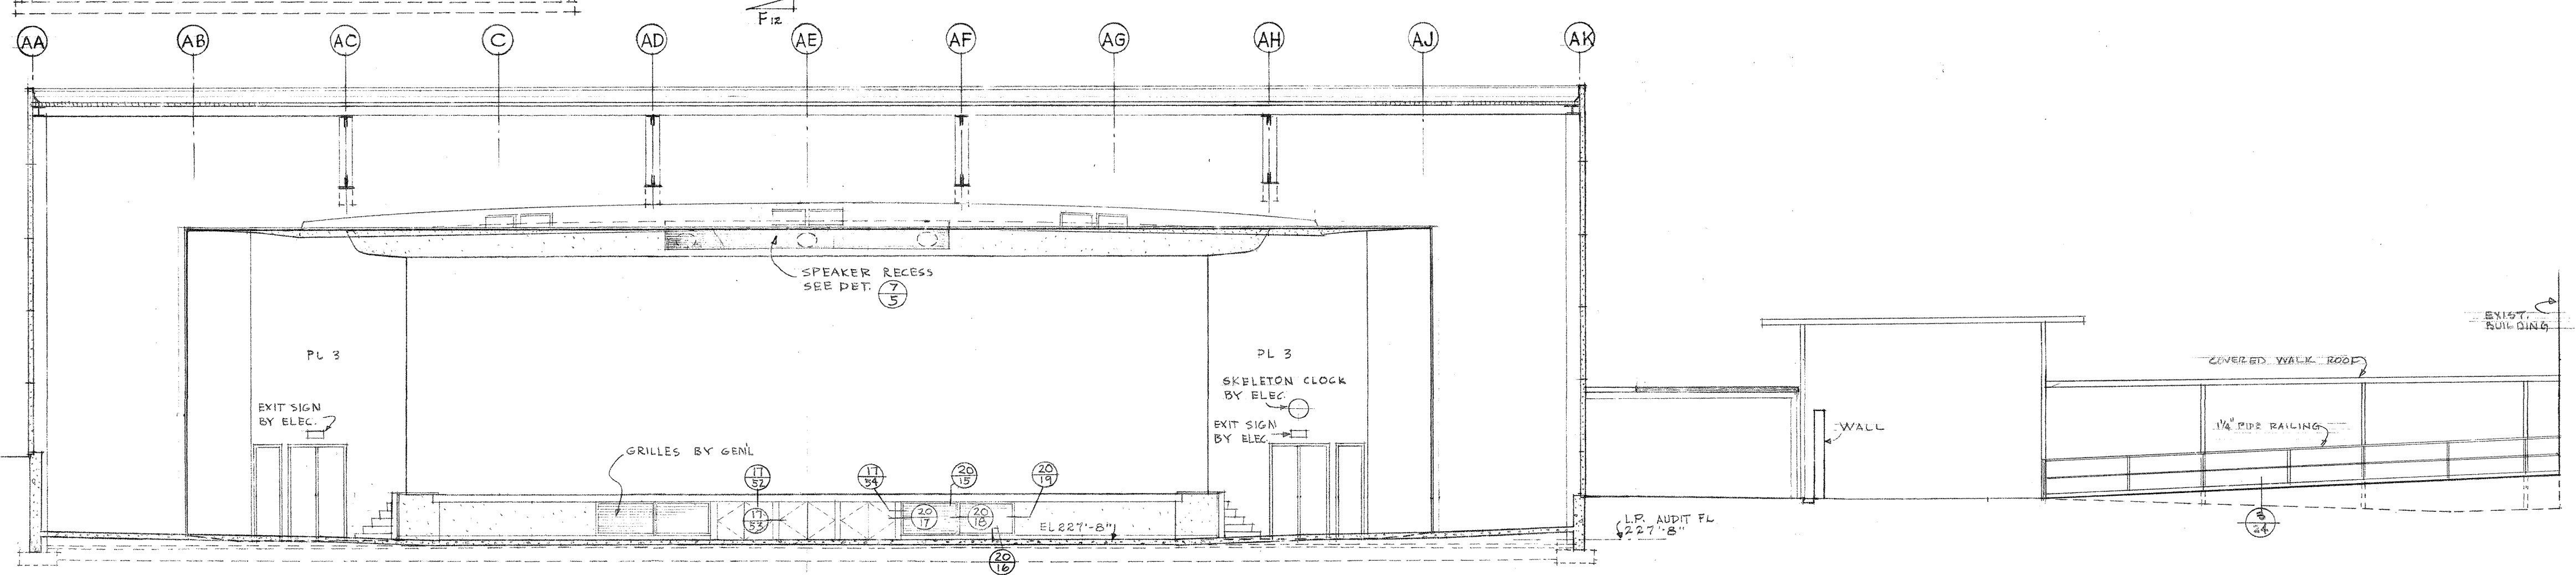 F12
AA AB AC C AD AE AF AG AH AJ AK
SPEAKER RECESS
SEE DET. 7
5
EXIST.
BUILDING
PL 3
PL 3
COVERED WALK ROOF
SKELETON CLOCK
BY ELEC.
EXIT SIGN
BY ELEC.
EXIT SIGN
BY ELEC.
WALL
1¼" PIPE RAILING
GRILLES BY GEN'L
17
52
17
54
20
15
20
19
17
53
20
17
20
18
EL 227'-8"
L.P. AUDIT FL
227'-8"
20
16
24